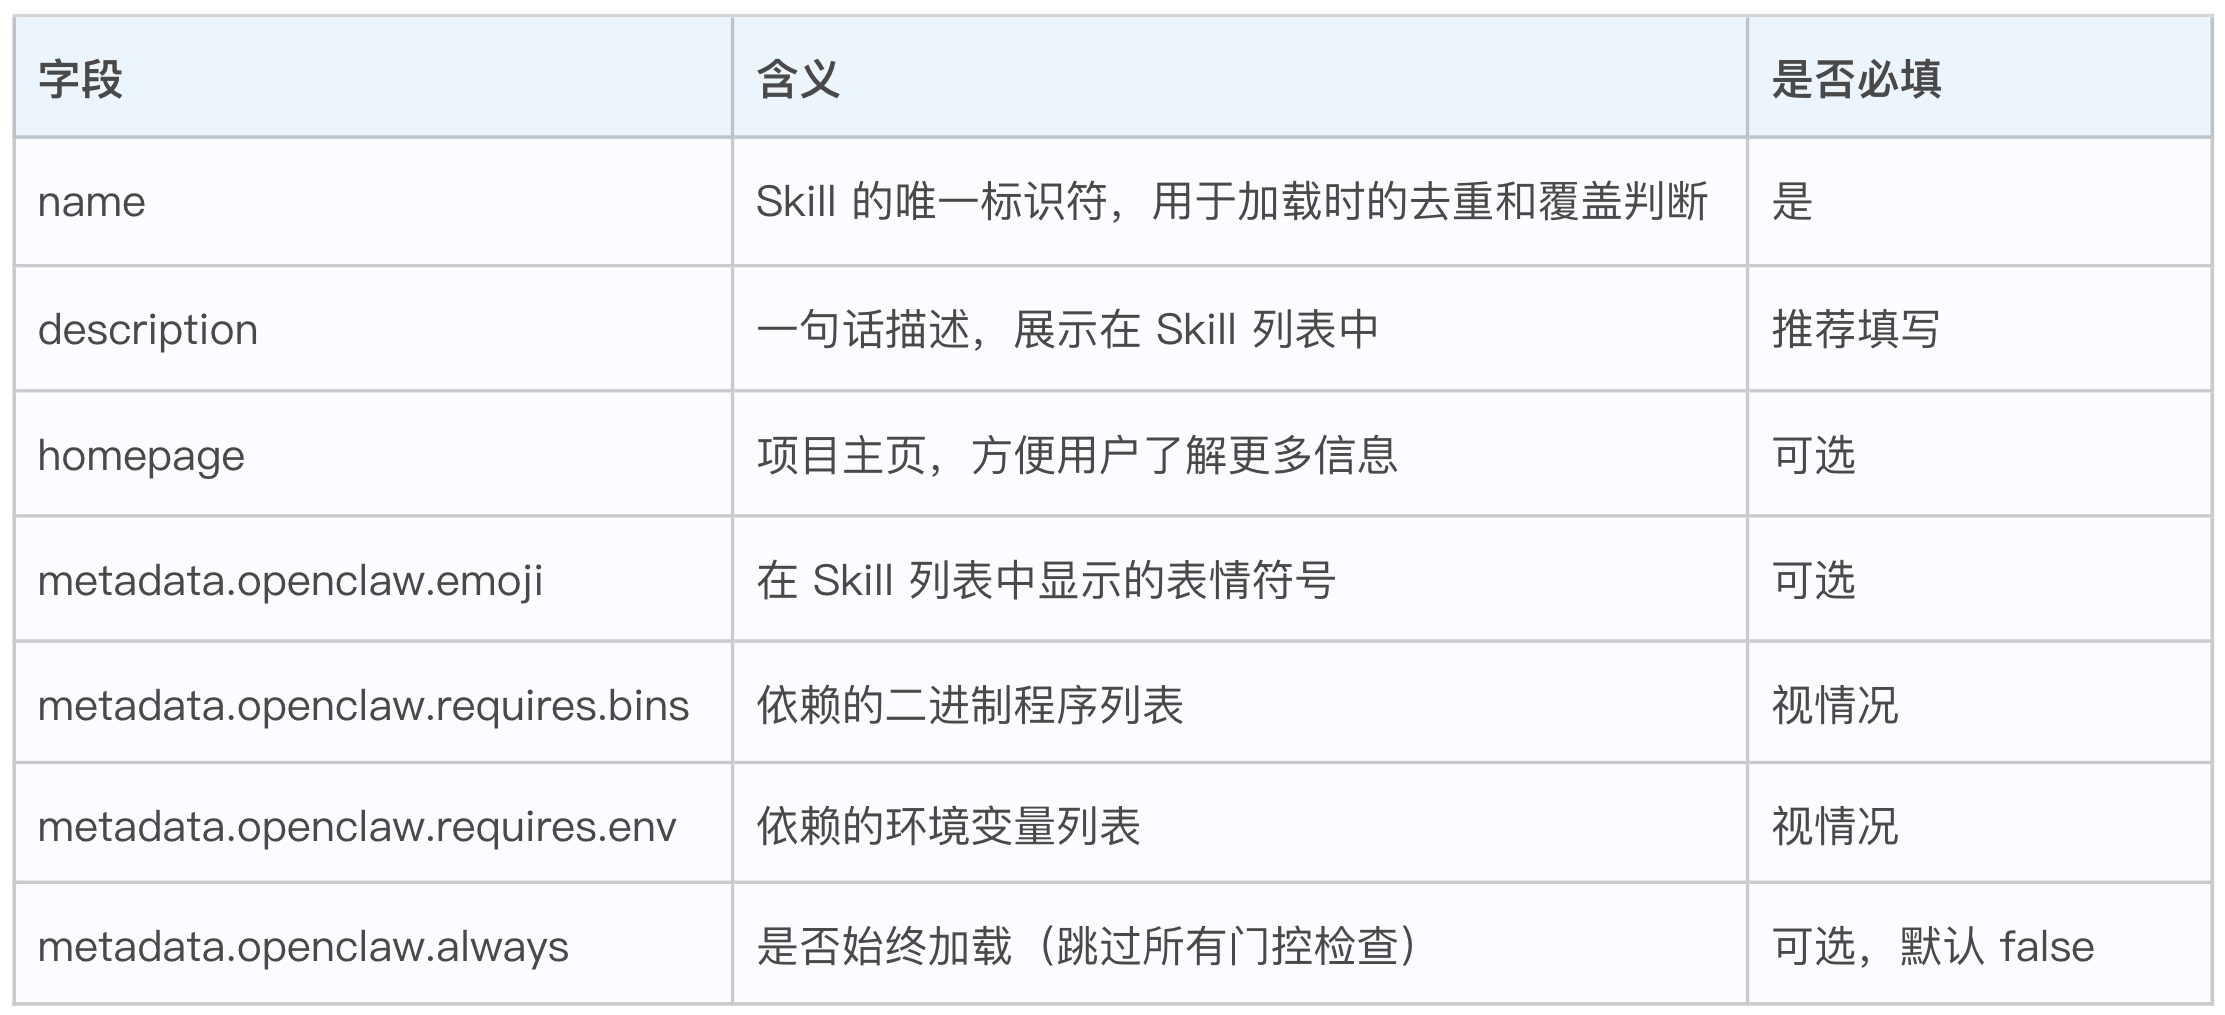 字段 含义 是否必填
name Skill 的唯一标识符，用于加载时的去重和覆盖判断 是
description 一句话描述，展示在 Skill 列表中 推荐填写
homepage 项目主页，方便用户了解更多信息 可选
metadata.openclaw.emoji 在 Skill 列表中显示的表情符号 可选
metadata.openclaw.requires.bins 依赖的二进制程序列表 视情况
metadata.openclaw.requires.env 依赖的环境变量列表 视情况
metadata.openclaw.always 是否始终加载（跳过所有门控检查） 可选，默认 false